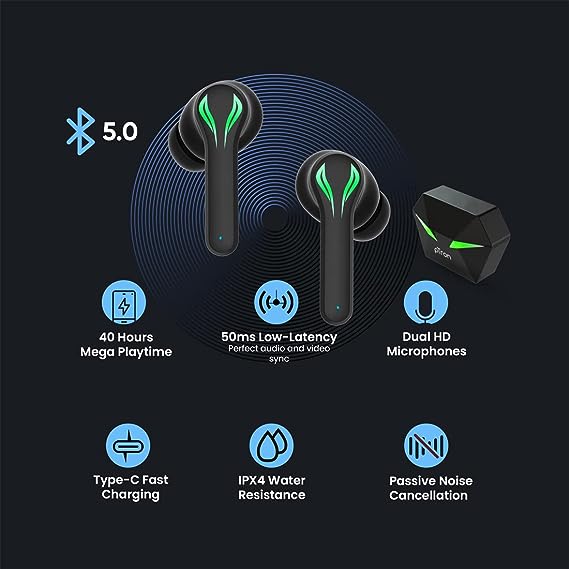 5.0
pTron
40 Hours
Mega Playtime
50ms Low-Latency
Perfect audio and video
sync
Dual HD
Microphones
Type-C Fast
Charging
IPX4 Water
Resistance
Passive Noise
Cancellation